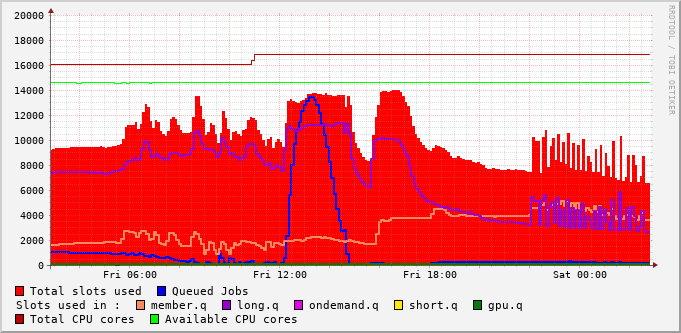 20000
18000
16000
14000
12000
10000
8000
6000
4000
2000
0
Fri 06:00 Fri 12:00 Fri 18:00 Sat 00:00
RRDTOOL / TOBI OETIKER
Total slots used Queued Jobs
Slots used in : member.q long.q ondemand.q short.q gpu.q
Total CPU cores Available CPU cores